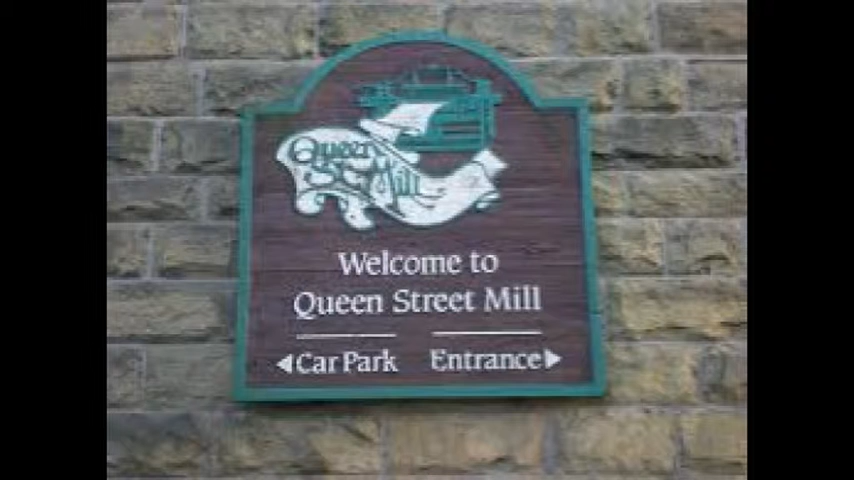 Queen
St. Mill
Welcome to
Queen Street Mill
Car Park Entrance